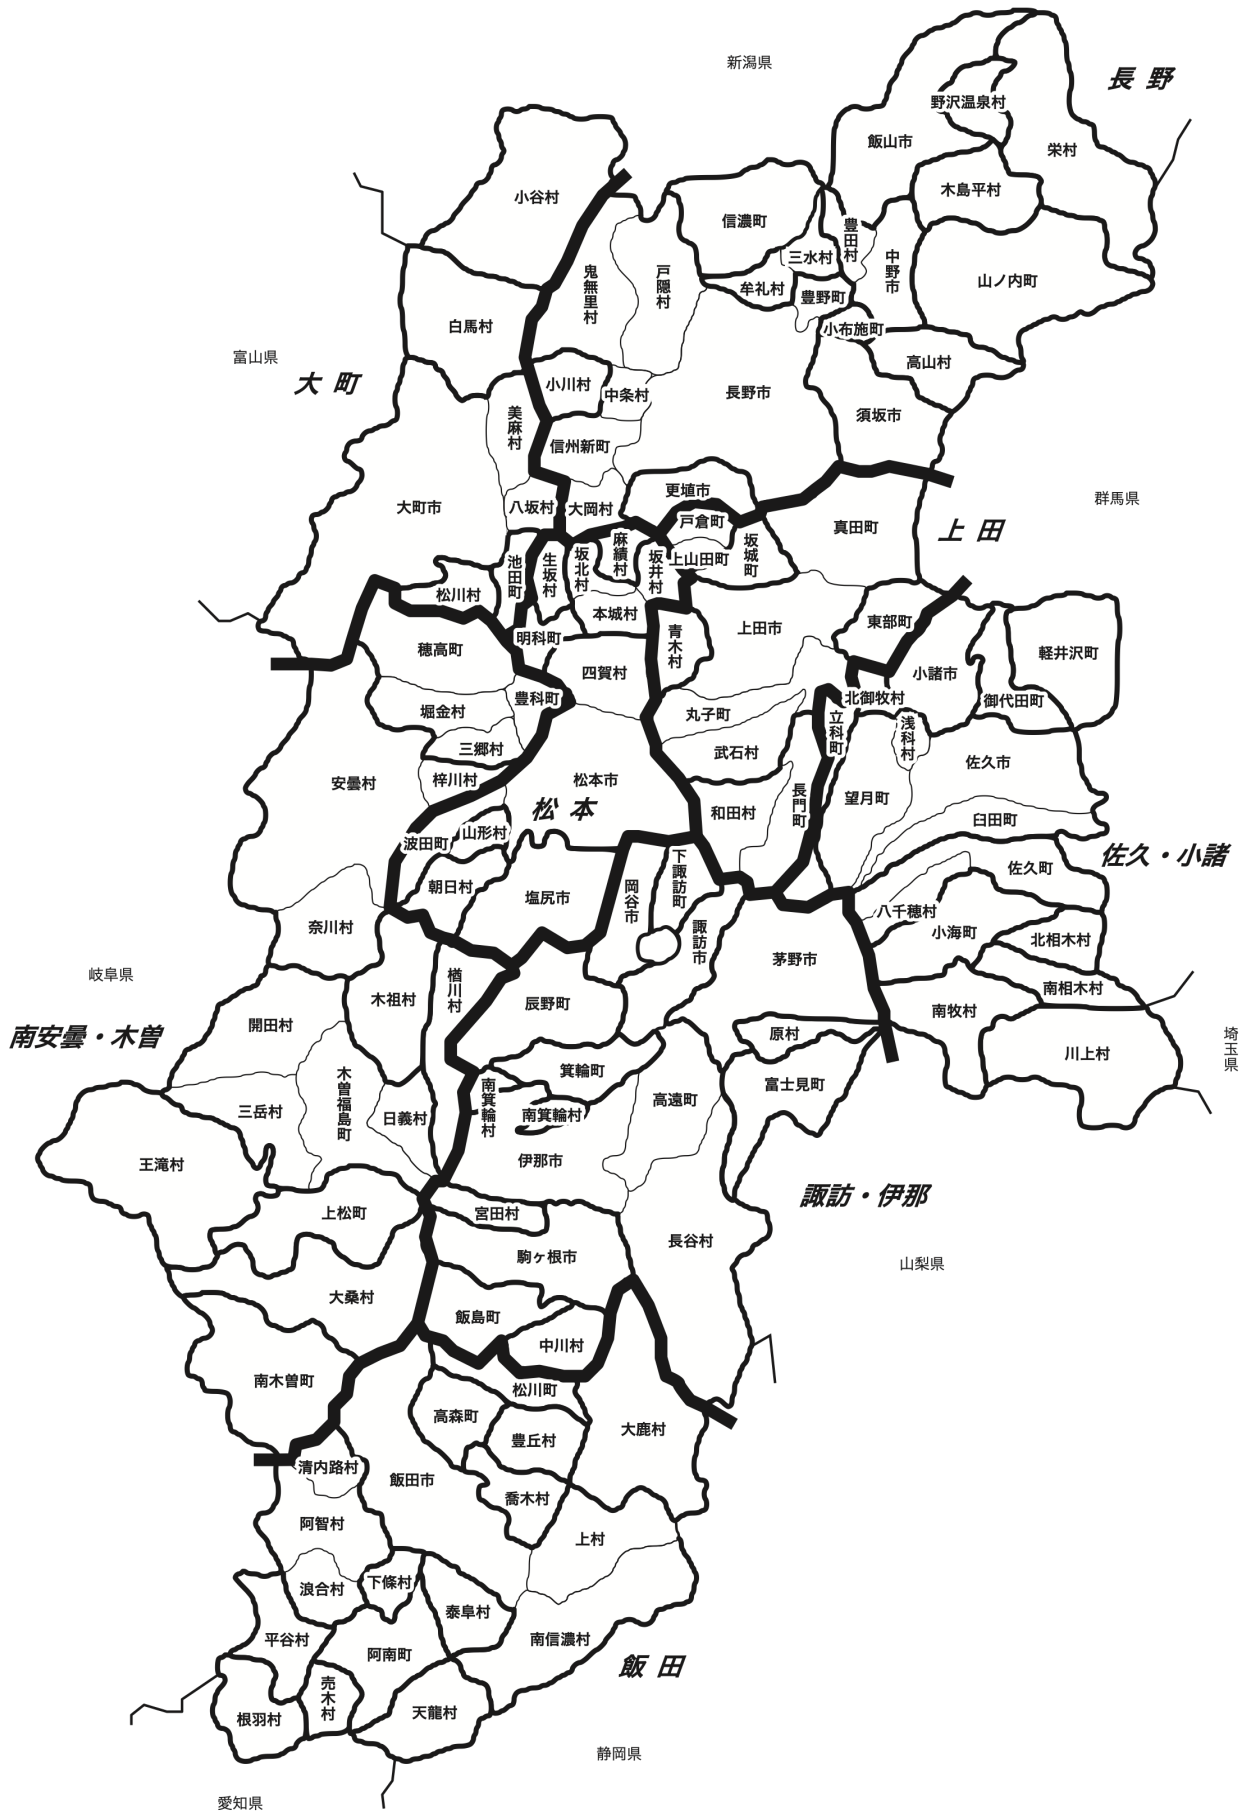 新潟県
長野
野沢温泉村
飯山市
栄村
木島平村
小谷村
信濃町
豊田村
三水村
中野市
鬼無里村
戸隠村
山ノ内町
牟礼村
豊野町
白馬村
小布施町
富山県
高山村
大町
小川村
中条村
長野市
須坂市
美麻村
信州新町
更埴市
群馬県
大町市
八坂村
大岡村
戸倉町
真田町
上田
麻績村
坂城町
上山田町
池田町
生坂村
坂北村
坂井村
松川村
本城村
東部町
上田市
明科町
青木村
穂高町
軽井沢町
四賀村
小諸市
豊科町
北御牧村
御代田町
堀金村
丸子町
立科町
浅科村
三郷村
武石村
佐久市
安曇村
梓川村
松本市
望月町
長門町
松本
和田村
臼田町
山形村
波田町
佐久・小諸
佐久町
下諏訪町
朝日村
塩尻市
岡谷市
八千穂村
奈川村
小海町
北相木村
諏訪市
茅野市
岐阜県
楢川村
南相木村
木祖村
辰野町
南牧村
開田村
原村
南安曇・木曽
埼玉県
川上村
箕輪町
富士見町
木曽福島町
高遠町
三岳村
日義村
南箕輪村
南箕輪村
王滝村
伊那市
諏訪・伊那
上松町
宮田村
長谷村
駒ヶ根市
山梨県
大桑村
飯島町
中川村
南木曽町
松川町
高森町
大鹿村
豊丘村
清内路村
飯田市
喬木村
阿智村
上村
下條村
浪合村
泰阜村
平谷村
南信濃村
阿南町
飯田
売木村
根羽村
天龍村
静岡県
愛知県